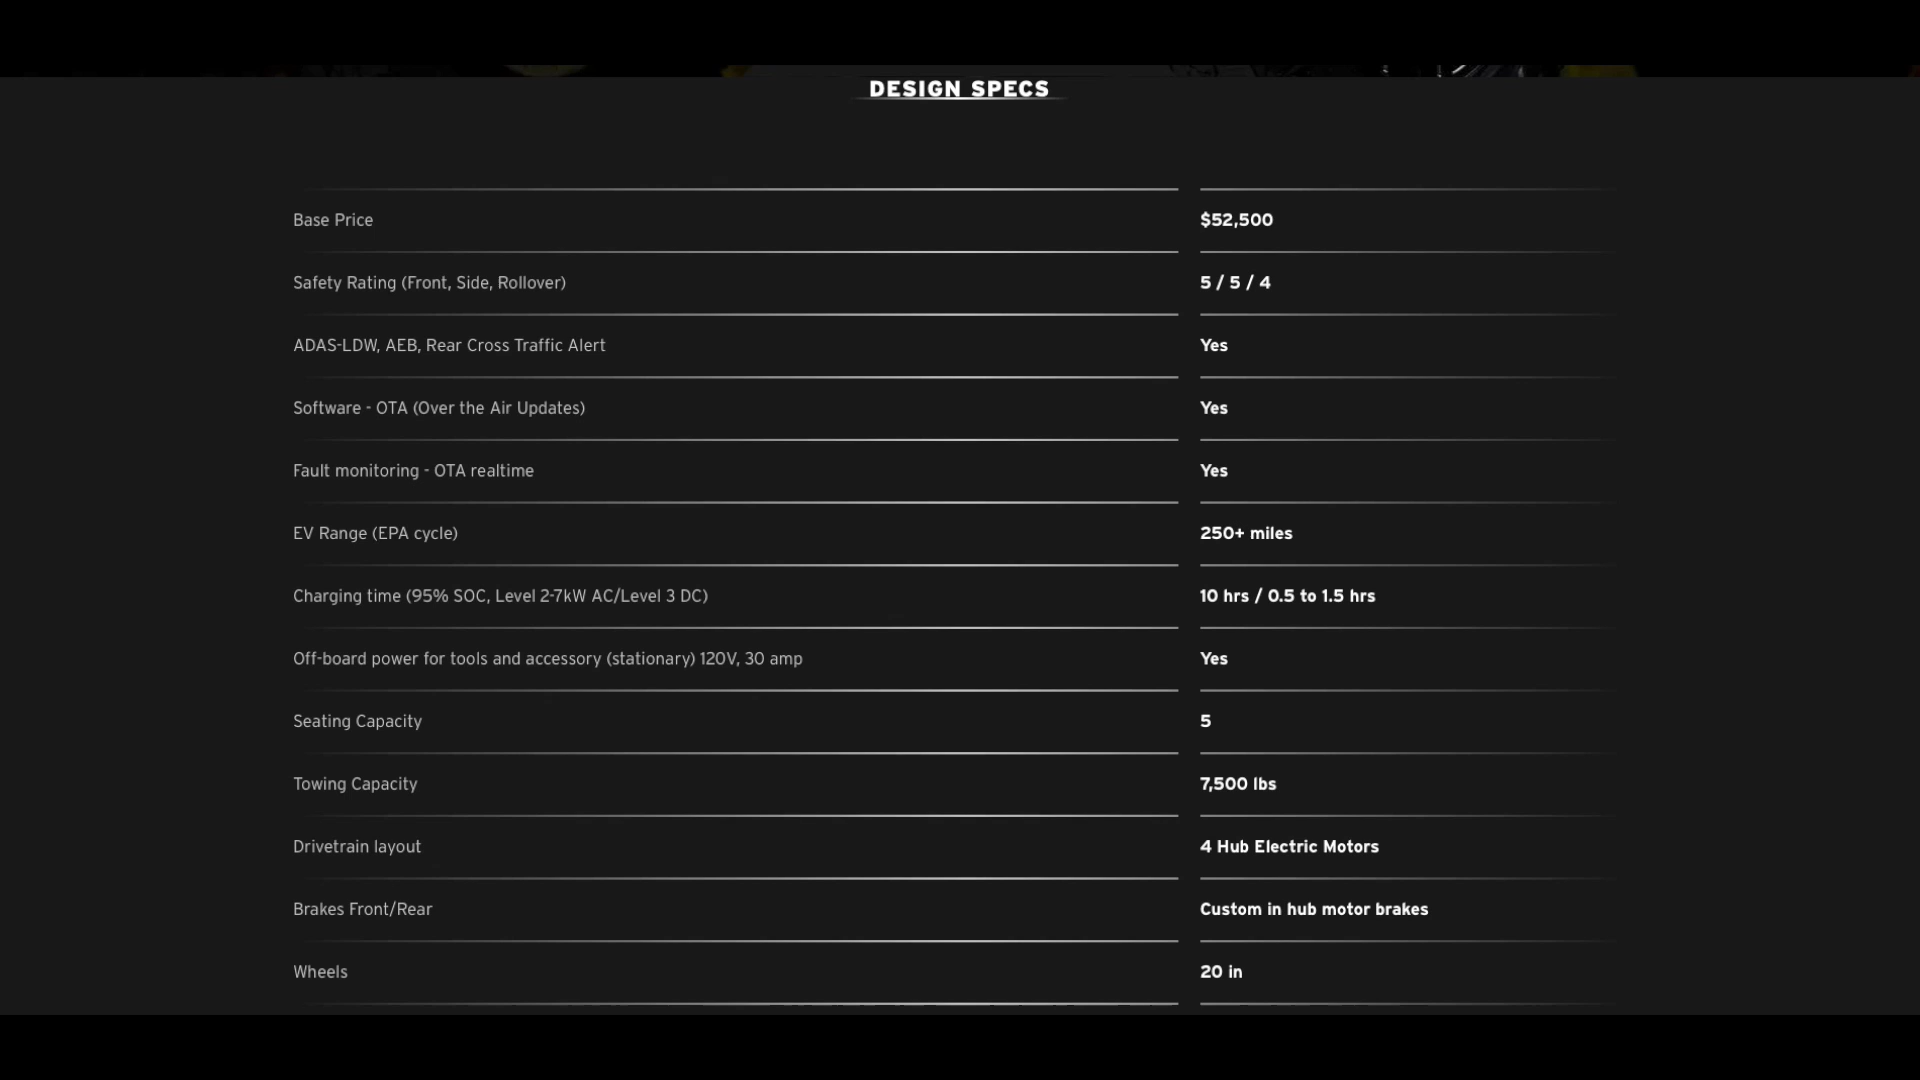 DESIGN SPECS
Base Price $52,500
Safety Rating (Front, Side, Rollover) 5 / 5 / 4
ADAS-LDW, AEB, Rear Cross Traffic Alert Yes
Software - OTA (Over the Air Updates) Yes
Fault monitoring - OTA realtime Yes
EV Range (EPA cycle) 250+ miles
Charging time (95% SOC, Level 2-7kW AC/Level 3 DC) 10 hrs / 0.5 to 1.5 hrs
Off-board power for tools and accessory (stationary) 120V, 30 amp Yes
Seating Capacity 5
Towing Capacity 7,500 lbs
Drivetrain layout 4 Hub Electric Motors
Brakes Front/Rear Custom in hub motor brakes
Wheels 20 in